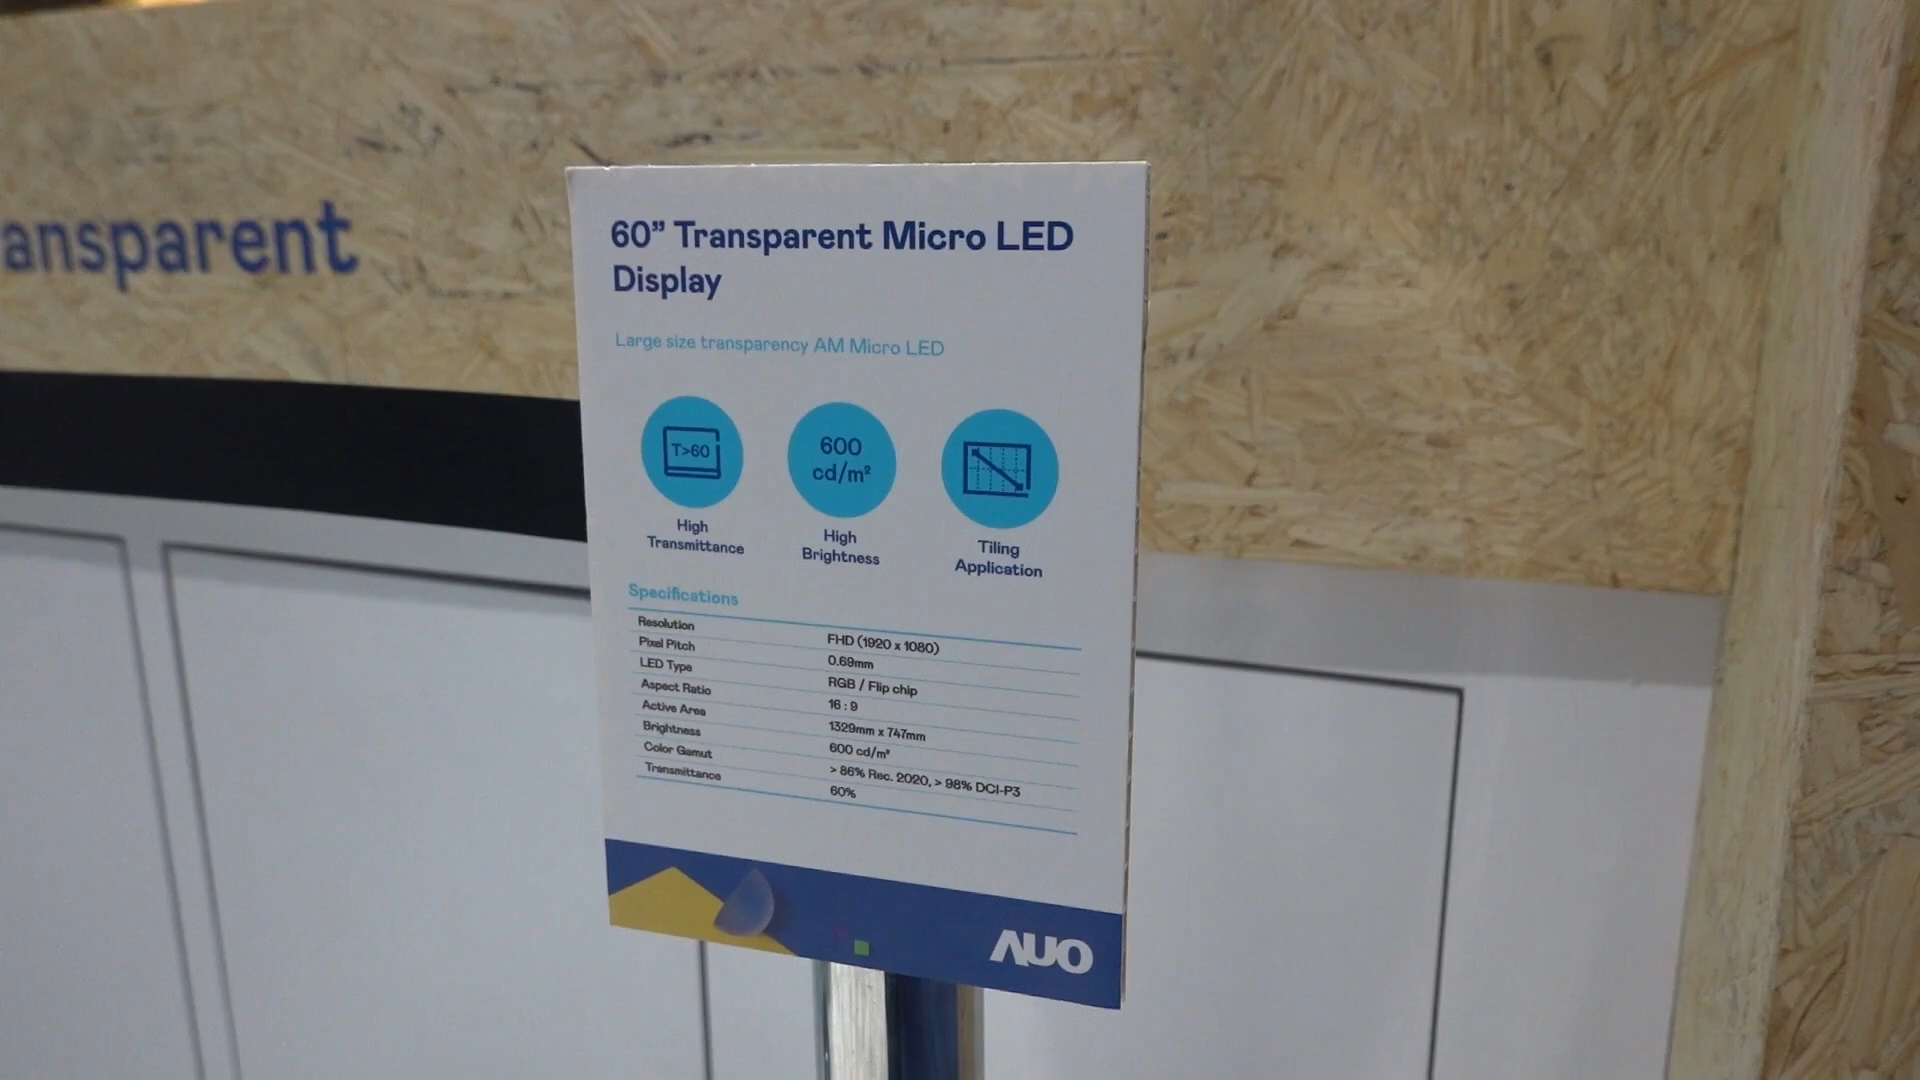 ansparent
60” Transparent Micro LED
Display
Large size transparency AM Micro LED
T>60
600
cd/m²
High
Transmittance
High
Brightness
Tiling
Application
Specifications
Resolution FHD (1920 x 1080)
Pixel Pitch 0.69mm
LED Type RGB / Flip chip
Aspect Ratio 16 : 9
Active Area 1329mm x 747mm
Brightness 600 cd/m²
Color Gamut > 86% Rec. 2020, > 98% DCI-P3
Transmittance 60%
AUO